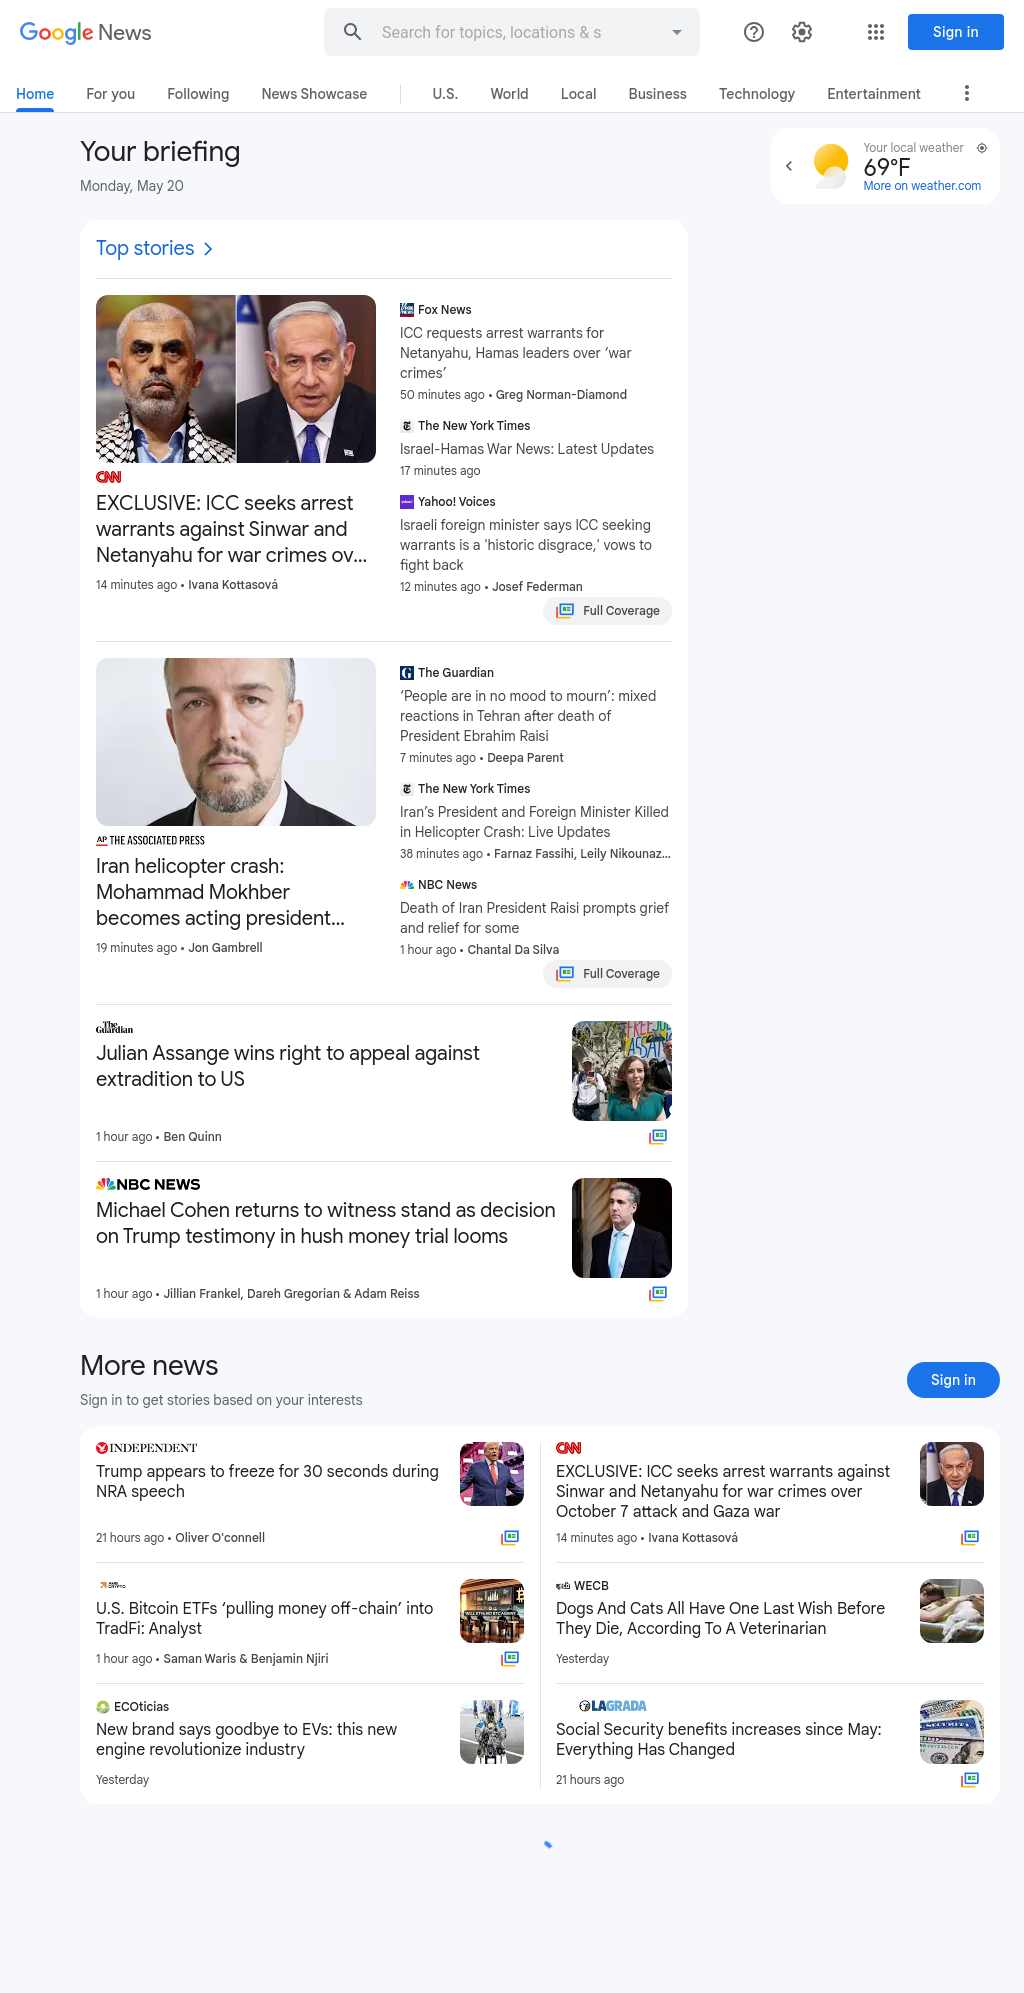 Google News
Search for topics, locations & s
Sign in
Home
For you
Following
News Showcase
U.S.
World
Local
Business
Technology
Entertainment
Your briefing
Monday, May 20
Your local weather
69°F
More on weather.com
Top stories
CNN
EXCLUSIVE: ICC seeks arrest
warrants against Sinwar and
Netanyahu for war crimes ov...
14 minutes ago • Ivana Kottasová
Fox News
ICC requests arrest warrants for
Netanyahu, Hamas leaders over ‘war
crimes’
50 minutes ago • Greg Norman-Diamond
The New York Times
Israel-Hamas War News: Latest Updates
17 minutes ago
Yahoo! Voices
Israeli foreign minister says ICC seeking
warrants is a 'historic disgrace,' vows to
fight back
12 minutes ago • Josef Federman
Full Coverage
AP THE ASSOCIATED PRESS
Iran helicopter crash:
Mohammad Mokhber
becomes acting president...
19 minutes ago • Jon Gambrell
The Guardian
‘People are in no mood to mourn’: mixed
reactions in Tehran after death of
President Ebrahim Raisi
7 minutes ago • Deepa Parent
The New York Times
Iran’s President and Foreign Minister Killed
in Helicopter Crash: Live Updates
38 minutes ago • Farnaz Fassihi, Leily Nikounaz...
NBC News
Death of Iran President Raisi prompts grief
and relief for some
1 hour ago • Chantal Da Silva
Full Coverage
The
Guardian
Julian Assange wins right to appeal against
extradition to US
1 hour ago • Ben Quinn
NBC NEWS
Michael Cohen returns to witness stand as decision
on Trump testimony in hush money trial looms
1 hour ago • Jillian Frankel, Dareh Gregorian & Adam Reiss
More news
Sign in to get stories based on your interests
Sign in
INDEPENDENT
Trump appears to freeze for 30 seconds during
NRA speech
21 hours ago • Oliver O'connell
CNN
EXCLUSIVE: ICC seeks arrest warrants against
Sinwar and Netanyahu for war crimes over
October 7 attack and Gaza war
14 minutes ago • Ivana Kottasová
U.S. Bitcoin ETFs ‘pulling money off-chain’ into
TradFi: Analyst
1 hour ago • Saman Waris & Benjamin Njiri
WECB
Dogs And Cats All Have One Last Wish Before
They Die, According To A Veterinarian
Yesterday
ECOticias
New brand says goodbye to EVs: this new
engine revolutionize industry
Yesterday
LAGRADA
Social Security benefits increases since May:
Everything Has Changed
21 hours ago